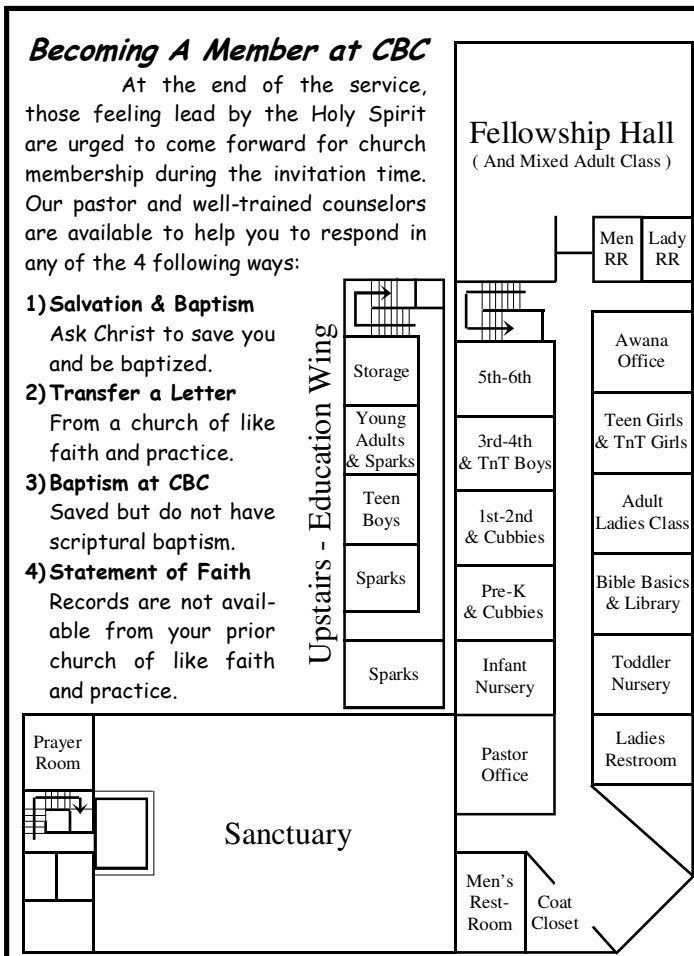 Becoming A Member at CBC
At the end of the service,
those feeling lead by the Holy Spirit
are urged to come forward for church
membership during the invitation time.
Our pastor and well-trained counselors
are available to help you to respond in
any of the 4 following ways:
1) Salvation & Baptism
Ask Christ to save you
and be baptized.
2) Transfer a Letter
From a church of like
faith and practice.
3) Baptism at CBC
Saved but do not have
scriptural baptism.
4) Statement of Faith
Records are not avail-
able from your prior
church of like faith
and practice.
Upstairs - Education Wing
Storage
Young
Adults
& Sparks
Teen
Boys
Sparks
Sparks
Fellowship Hall
( And Mixed Adult Class )
Men
RR
Lady
RR
5th-6th
3rd-4th
& TnT Boys
1st-2nd
& Cubbies
Pre-K
& Cubbies
Infant
Nursery
Pastor
Office
Awana
Office
Teen Girls
& TnT Girls
Adult
Ladies Class
Bible Basics
& Library
Toddler
Nursery
Ladies
Restroom
Prayer
Room
Sanctuary
Men's
Rest-
Room
Coat
Closet